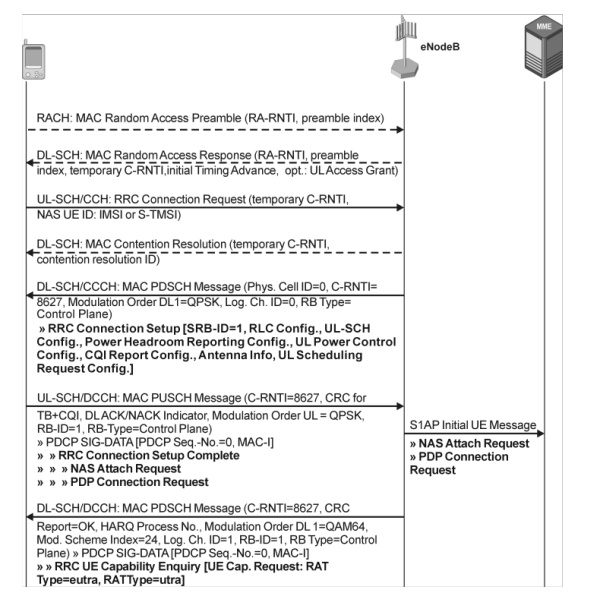 MME
eNodeB
RACH: MAC Random Access Preamble (RA-RNTI, preamble index)
DL-SCH: MAC Random Access Response (RA-RNTI, preamble
index, temporary C-RNTI,initial Timing Advance, opt.: UL Access Grant)
UL-SCH/CCH: RRC Connection Request (temporary C-RNTI,
NAS UE ID: IMSI or S-TMSI)
DL-SCH: MAC Contention Resolution (temporary C-RNTI,
contention resolution ID)
DL-SCH/CCCH: MAC PDSCH Message (Phys. Cell ID=0, C-RNTI=
8627, Modulation Order DL1=QPSK, Log. Ch. ID=0, RB Type=
Control Plane)
» RRC Connection Setup [SRB-ID=1, RLC Config., UL-SCH
Config., Power Headroom Reporting Config., UL Power Control
Config., CQI Report Config., Antenna Info, UL Scheduling
Request Config.]
UL-SCH/DCCH: MAC PUSCH Message (C-RNTI=8627, CRC for
TB+CQI, DL ACK/NACK Indicator, Modulation Order UL = QPSK,
RB-ID=1, RB-Type=Control Plane)
» PDCP SIG-DATA [PDCP Seq.-No.=0, MAC-I]
» » RRC Connection Setup Complete
» » » NAS Attach Request
» » » PDP Connection Request
S1AP Initial UE Message
» NAS Attach Request
» PDP Connection
Request
DL-SCH/DCCH: MAC PDSCH Message (C-RNTI=8627, CRC
Report=OK, HARQ Process No., Modulation Order DL 1=QAM64,
Mod. Scheme Index=24, Log. Ch. ID=1, RB-ID=1, RB Type=Control
Plane) » PDCP SIG-DATA [PDCP Seq.-No.=0, MAC-I]
» » RRC UE Capability Enquiry [UE Cap. Request: RAT
Type=eutra, RATType=utra]